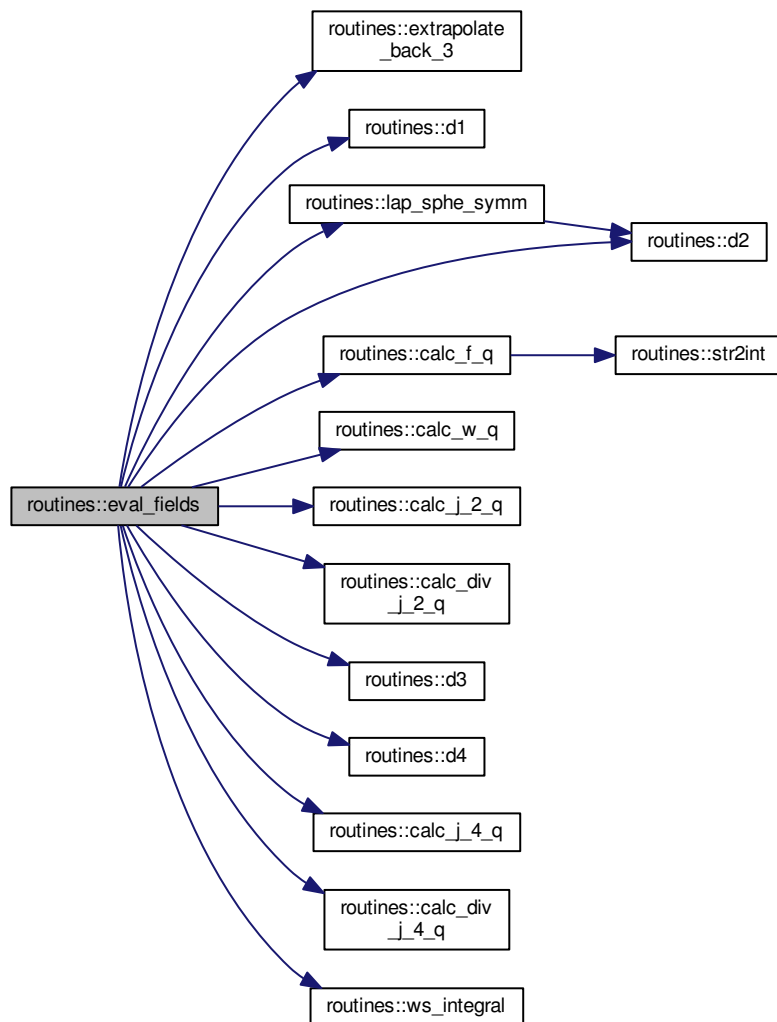 routines::extrapolate
_back_3
routines::d1
routines::lap_sphe_symm
routines::d2
routines::calc_f_q
routines::str2int
routines::calc_w_q
routines::eval_fields
routines::calc_j_2_q
routines::calc_div
_j_2_q
routines::d3
routines::d4
routines::calc_j_4_q
routines::calc_div
_j_4_q
routines::ws_integral